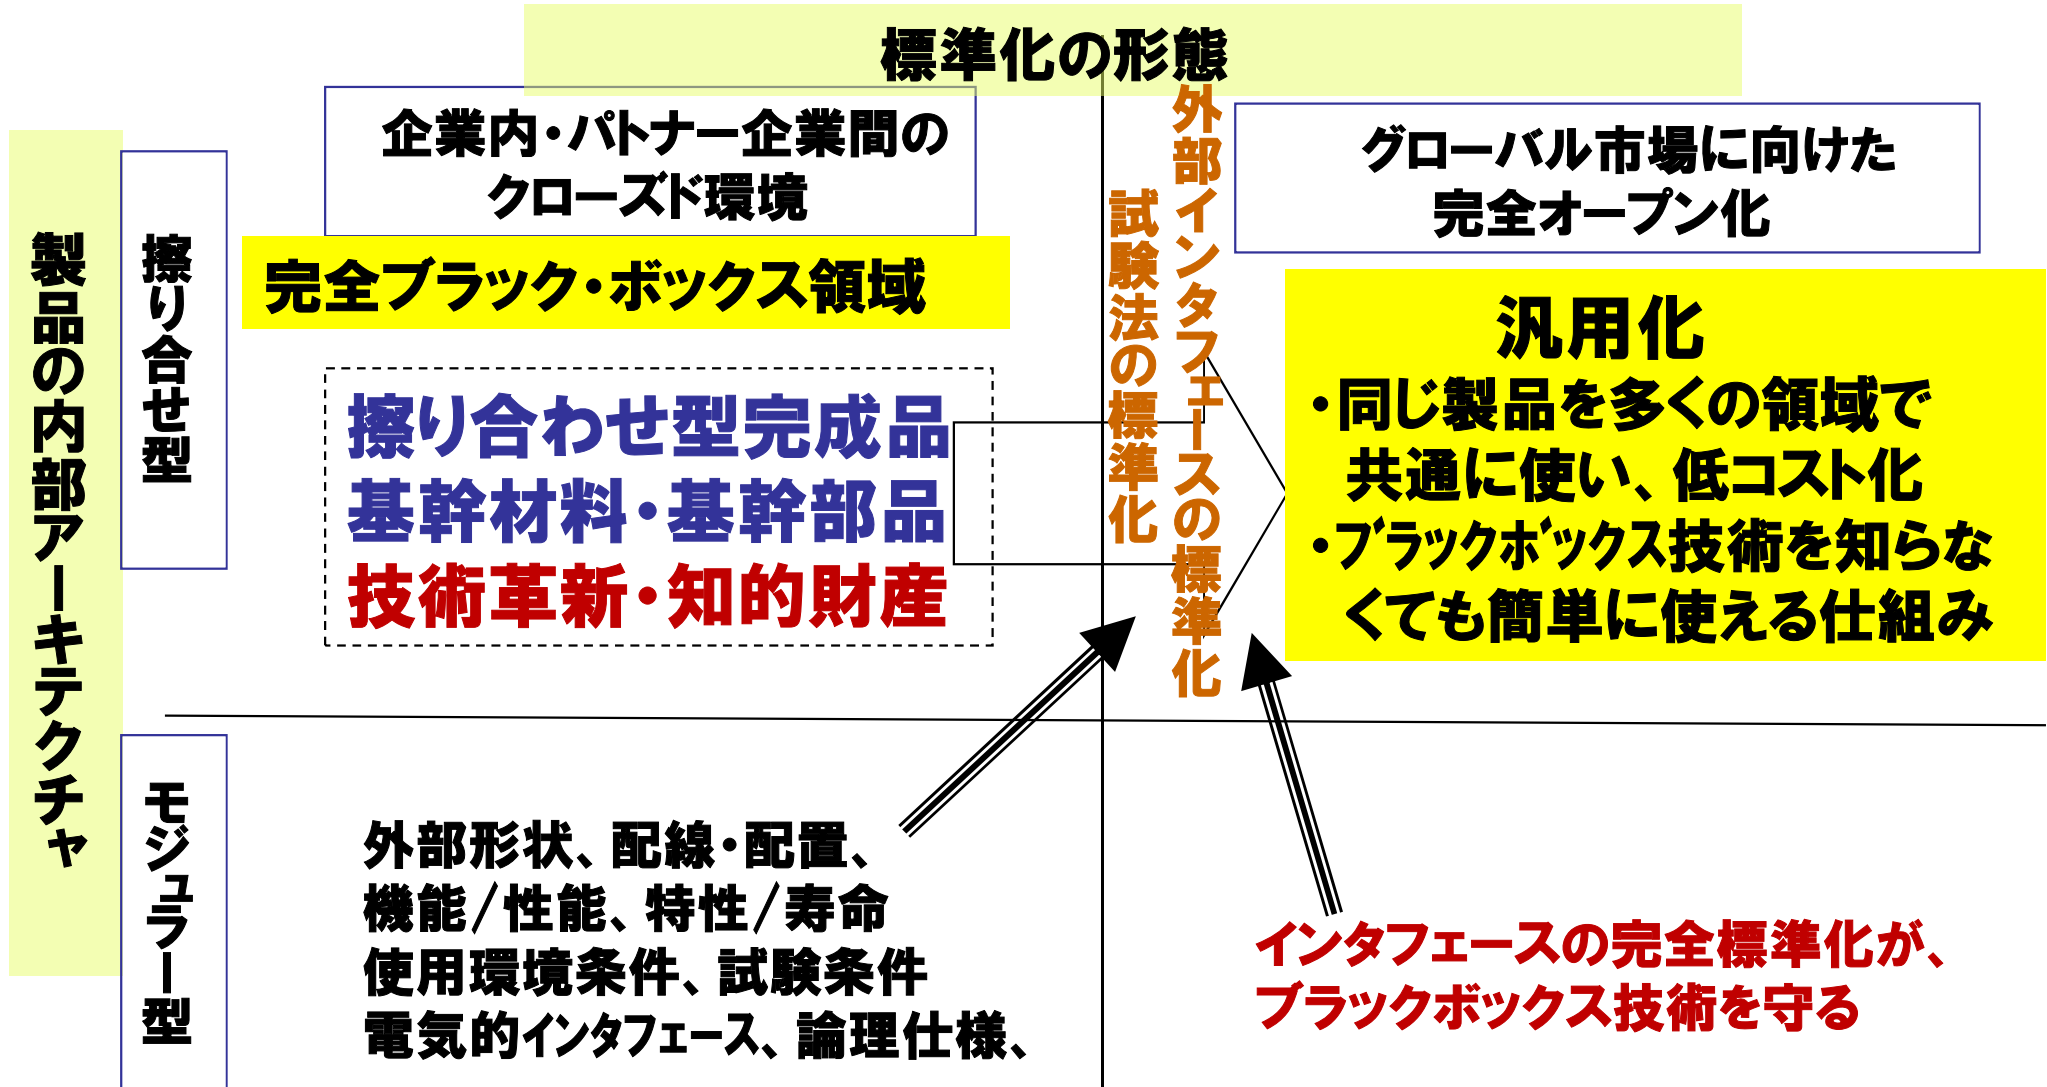 標準化の形態
企業内・パトナー企業間の
クローズド環境
グローバル市場に向けた
完全オープン化
製品の内部アーキテクチャ
擦り合せ型
モジュラー型
完全ブラック・ボックス領域
擦り合わせ型完成品
基幹材料・基幹部品
技術革新・知的財産
外部インタフェースの標準化
試験法の標準化
汎用化
・同じ製品を多くの領域で
共通に使い、低コスト化
・ブラックボックス技術を知らな
くても簡単に使える仕組み
外部形状、配線・配置、
機能/性能、特性/寿命
使用環境条件、試験条件
電気的インタフェース、論理仕様、
インタフェースの完全標準化が、
ブラックボックス技術を守る